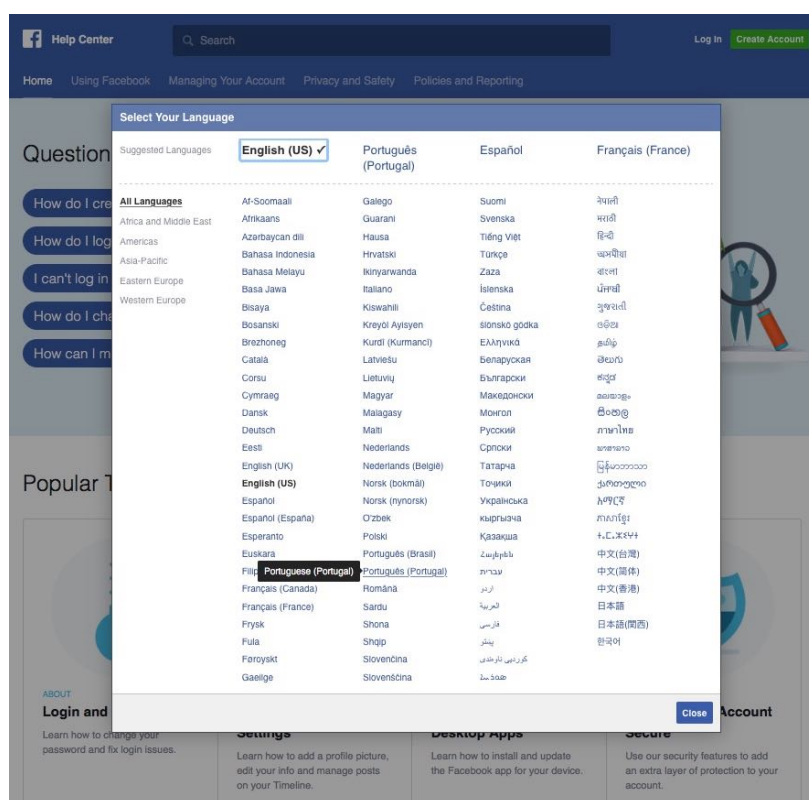 Help Center
Search
Log In
Create Account
Home
Using Facebook
Managing Your Account
Privacy and Safety
Policies and Reporting
Select Your Language
Question
How do I cre
How do I log
I can't log in
How do I cha
How can I m
Popular T
Suggested Languages
English (US) ✓
Português
(Portugal)
Español
Français (France)
All Languages
Africa and Middle East
Americas
Asia-Pacific
Eastern Europe
Western Europe
Af-Soomaali
Afrikaans
Azərbaycan dili
Bahasa Indonesia
Bahasa Melayu
Basa Jawa
Bisaya
Bosanski
Brezhoneg
Català
Corsu
Cymraeg
Dansk
Deutsch
Eesti
English (UK)
English (US)
Español
Español (España)
Esperanto
Euskara
Filip
Français (Canada)
Français (France)
Frysk
Fula
Føroyskt
Gaeilge
Portuguese (Portugal)
Galego
Guarani
Hausa
Hrvatski
Ikinyarwanda
Italiano
Kiswahili
Kreyòl Ayisyen
Kurdî (Kurmancî)
Latviešu
Lietuvių
Magyar
Malagasy
Malti
Nederlands
Nederlands (België)
Norsk (bokmål)
Norsk (nynorsk)
O'zbek
Polski
Português (Brasil)
Português (Portugal)
Română
Sardu
Shona
Shqip
Slovenčina
Slovenščina
Suomi
Svenska
Tiếng Việt
Türkçe
Zaza
Íslenska
Čeština
ślōnskŏ gŏdka
Ελληνικά
Беларуская
Български
Македонски
Монгол
Русский
Српски
Татарча
Тоҷикӣ
Українська
кыргызча
Қазақша
Հայերեն
עברית
اردو
العربية
فارسی
پښتو
کوردیی ناوەندی
ܣܘܪܝܝܐ
नेपाली
मराठी
हिन्दी
অসমীয়া
বাংলা
ਪੰਜਾਬੀ
ગુજરાતી
ଓଡ଼ିଆ
தமிழ்
తెలుగు
ಕನ್ನಡ
മലയാളം
සිංහල
ภาษาไทย
ພາສາລາວ
မြန်မာဘာသာ
ქართული
አማርኛ
ភាសាខ្មែរ
ⵜⴰⵎⴰⵣⵉⵖⵜ
中文(台灣)
中文(简体)
中文(香港)
日本語
日本語(関西)
한국어
Close
ABOUT
Login and
Learn how to change your
password and fix login issues.
Settings
Learn how to add a profile picture,
edit your info and manage posts
on your Timeline.
Desktop Apps
Learn how to install and update
the Facebook app for your device.
Account
Secure
Use our security features to add
an extra layer of protection to your
account.